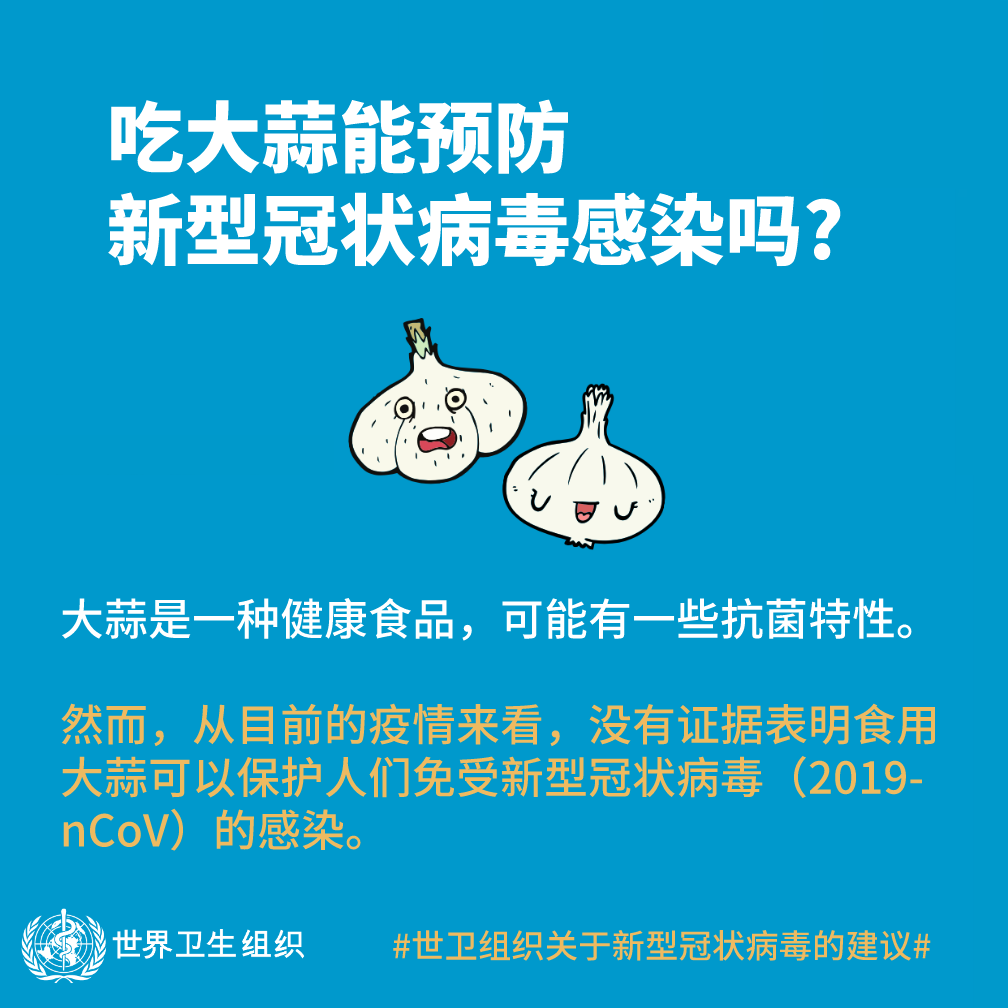 吃大蒜能预防
新型冠状病毒感染吗?
大蒜是一种健康食品，可能有一些抗菌特性。
然而，从目前的疫情来看，没有证据表明食用
大蒜可以保护人们免受新型冠状病毒（2019-
nCoV）的感染。
世界卫生组织
#世卫组织关于新型冠状病毒的建议#